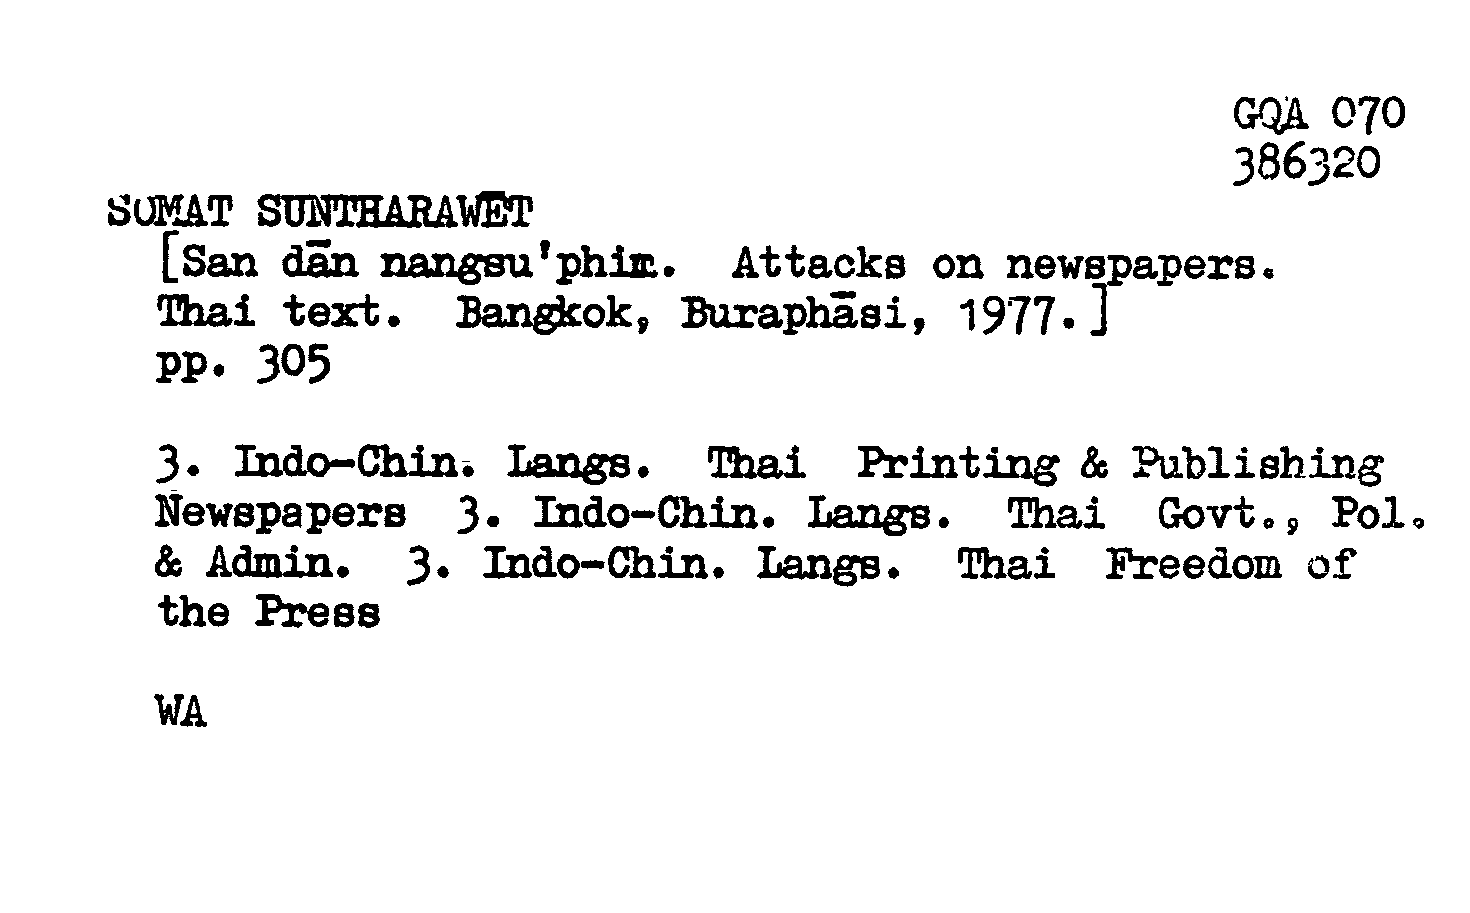 GQA 070
386320
SOMAT SUNTHARAWĒT
[San dān nangsu'phim. Attacks on newspapers.
Thai text. Bangkok, Buraphāsi, 1977.]
pp. 305
3. Indo-Chin. Langs. Thai Printing & Publishing
Newspapers 3. Indo-Chin. Langs. Thai Govt., Pol.
& Admin. 3. Indo-Chin. Langs. Thai Freedom of
the Press
WA